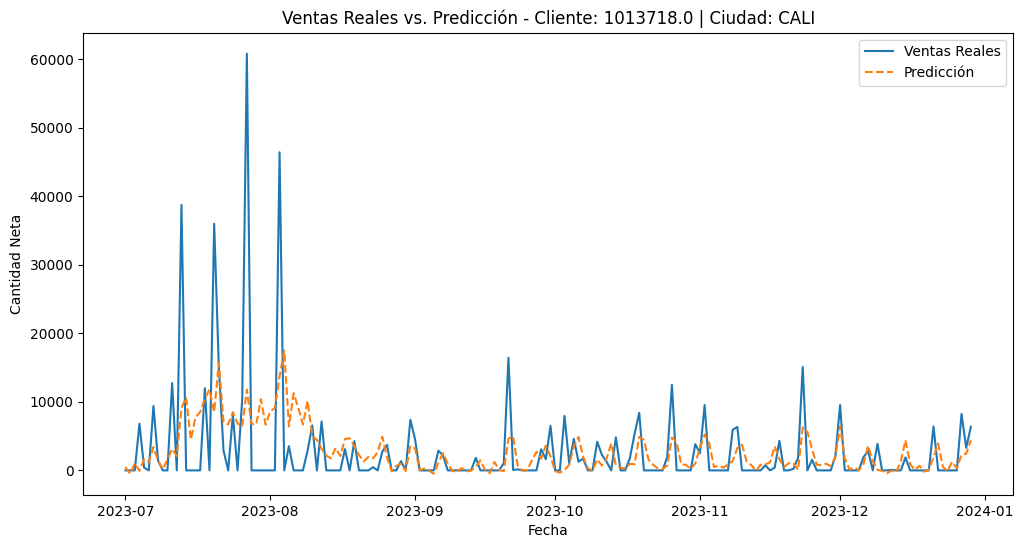 Ventas Reales vs. Predicción - Cliente: 1013718.0 | Ciudad: CALI
Ventas Reales
Predicción
Cantidad Neta
60000
50000
40000
30000
20000
10000
0
2023-07
2023-08
2023-09
2023-10
2023-11
2023-12
2024-01
Fecha